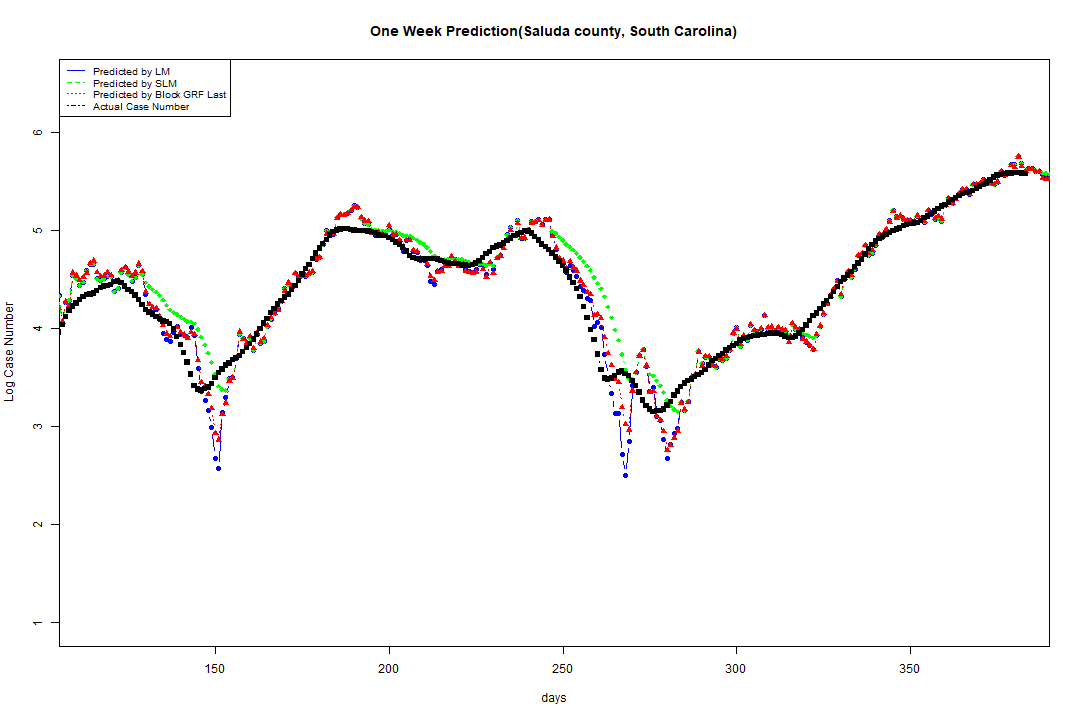 One Week Prediction(Saluda county, South Carolina)
Predicted by LM
Predicted by SLM
Predicted by Block GRF Last
Actual Case Number
6
5
4
3
2
1
Log Case Number
150 200 250 300 350
days